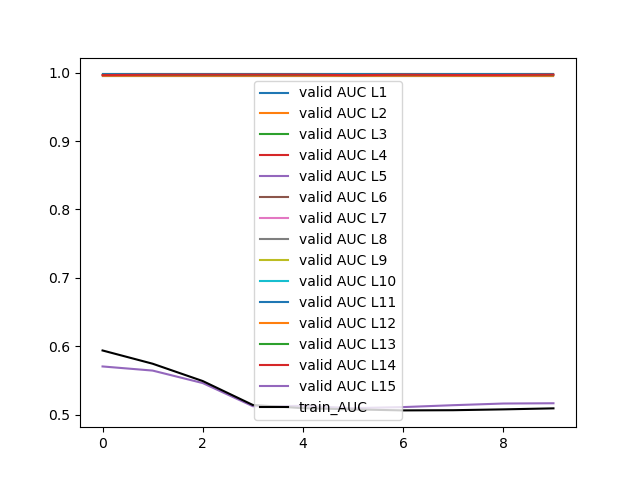 1.0
0.9
0.8
0.7
0.6
0.5
valid AUC L1
valid AUC L2
valid AUC L3
valid AUC L4
valid AUC L5
valid AUC L6
valid AUC L7
valid AUC L8
valid AUC L9
valid AUC L10
valid AUC L11
valid AUC L12
valid AUC L13
valid AUC L14
valid AUC L15
train_AUC
0 2 4 6 8